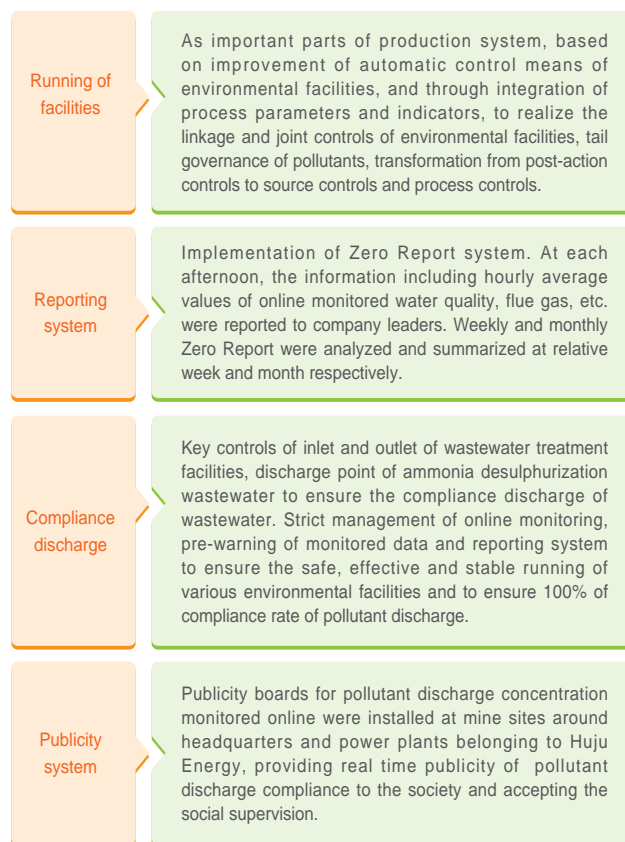 Running of
facilities
As important parts of production system, based
on improvement of automatic control means of
environmental facilities, and through integration of
process parameters and indicators, to realize the
linkage and joint controls of environmental facilities, tail
governance of pollutants, transformation from post-action
controls to source controls and process controls.
Reporting
system
Implementation of Zero Report system. At each
afternoon, the information including hourly average
values of online monitored water quality, flue gas, etc.
were reported to company leaders. Weekly and monthly
Zero Report were analyzed and summarized at relative
week and month respectively.
Compliance
discharge
Key controls of inlet and outlet of wastewater treatment
facilities, discharge point of ammonia desulphurization
wastewater to ensure the compliance discharge of
wastewater. Strict management of online monitoring,
pre-warning of monitored data and reporting system
to ensure the safe, effective and stable running of
various environmental facilities and to ensure 100% of
compliance rate of pollutant discharge.
Publicity
system
Publicity boards for pollutant discharge concentration
monitored online were installed at mine sites around
headquarters and power plants belonging to Huju
Energy, providing real time publicity of pollutant
discharge compliance to the society and accepting the
social supervision.